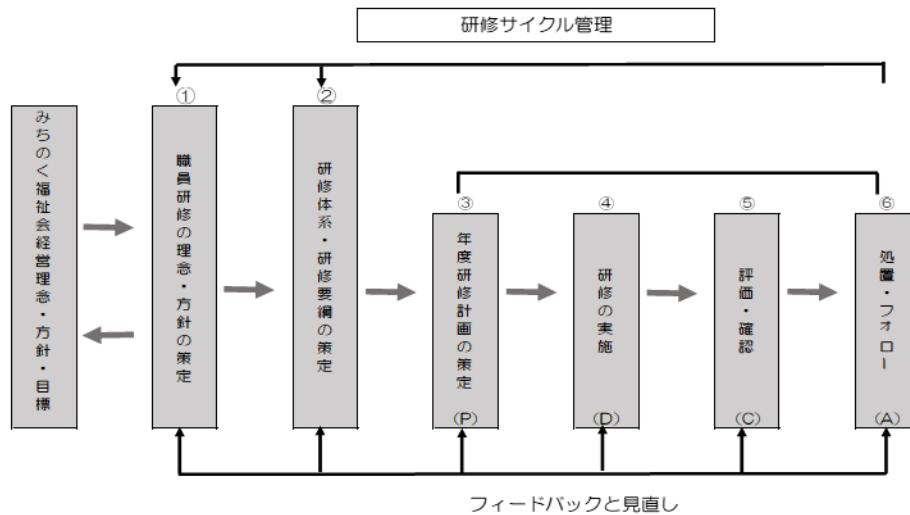 研修サイクル管理
みちのく福祉会経営理念・方針・目標
①
職員研修の理念・方針の策定
②
研修体系・研修要綱の策定
③
年度研修計画の策定
(P)
④
研修の実施
(D)
⑤
評価・確認
(C)
⑥
処置・フォロー
(A)
フィードバックと見直し